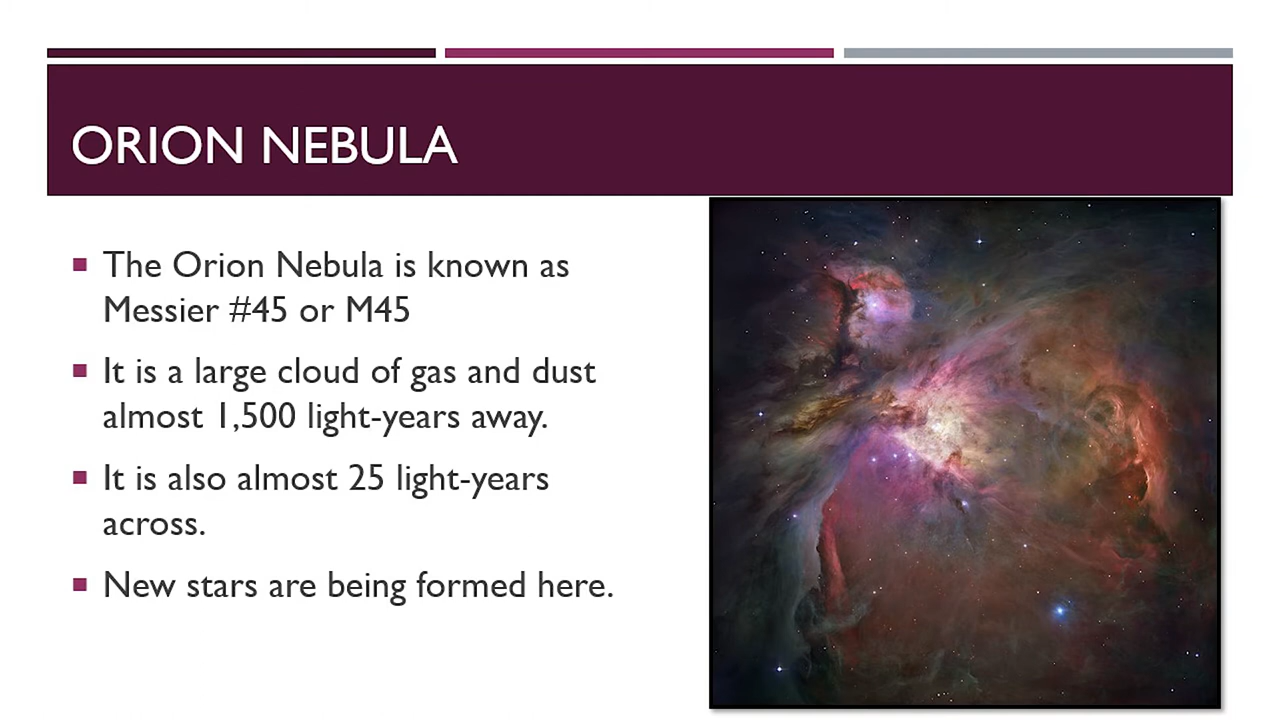 ORION NEBULA
The Orion Nebula is known as
Messier #45 or M45
It is a large cloud of gas and dust
almost 1,500 light-years away.
It is also almost 25 light-years
across.
New stars are being formed here.